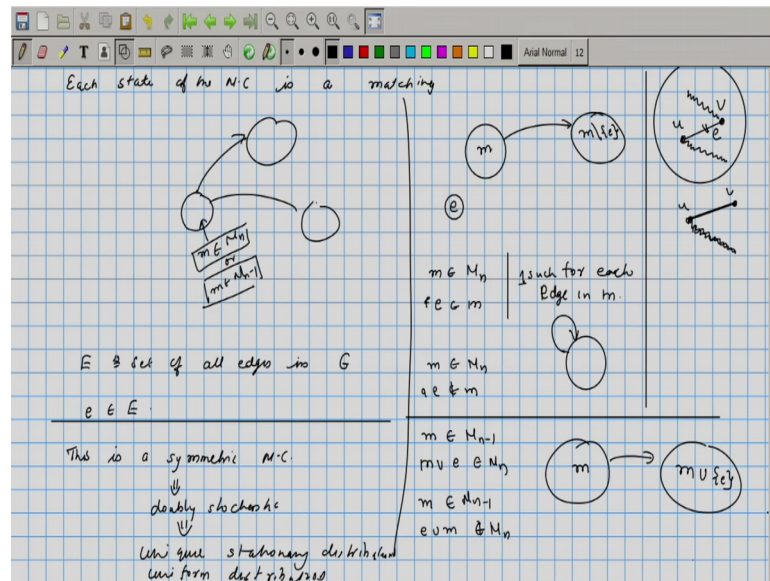 Arial Normal 12
Each state of the M.C is a matching
m ∈ Mn
or
m ∈ Mn-1
E set of all edges in G
e ∈ E.
This is a symmetric M.C.
⇓
doubly stochastic
⇓
unique stationary distribution
uniform distribution
m
m\{e}
e
m ∈ Mn
e ∈ m
1 such for each
Edge in m.
m ∈ Mn
e ∉ m
m ∈ Mn-1
m ∪ e ∈ Mn
m
m ∪ {e}
m ∈ Mn-1
e ∪ m ∉ Mn
u
v
e
u
v